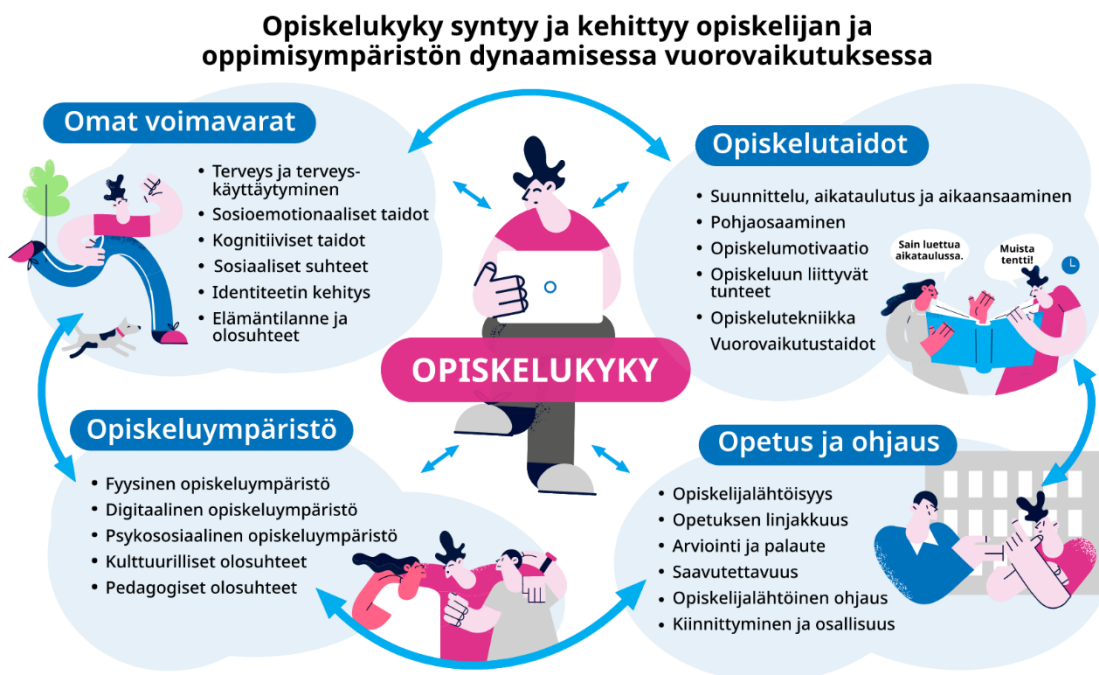 Opiskelukyky syntyy ja kehittyy opiskelijan ja
oppimisympäristön dynaamisessa vuorovaikutuksessa
Omat voimavarat
• Terveys ja terveys-
käyttäytyminen
• Sosioemotionaaliset taidot
• Kognitiiviset taidot
• Sosiaaliset suhteet
• Identiteetin kehitys
• Elämäntilanne ja
olosuhteet
Opiskelutaidot
• Suunnittelu, aikataulutus ja aikaansaaminen
• Pohjaosaaminen
• Opiskelumotivaatio
• Opiskeluun liittyvät
tunteet
• Opiskelutekniikka
Vuorovaikutustaidot
Sain luettua
aikataulussa.
Muista
tentti!
OPISKELUKYKY
Opiskeluympäristö
• Fyysinen opiskeluympäristö
• Digitaalinen opiskeluympäristö
• Psykososiaalinen opiskeluympäristö
• Kulttuurilliset olosuhteet
• Pedagogiset olosuhteet
Opetus ja ohjaus
• Opiskelijalähtöisyys
• Opetuksen linjakkuus
• Arviointi ja palaute
• Saavutettavuus
• Opiskelijalähtöinen ohjaus
• Kiinnittyminen ja osallisuus